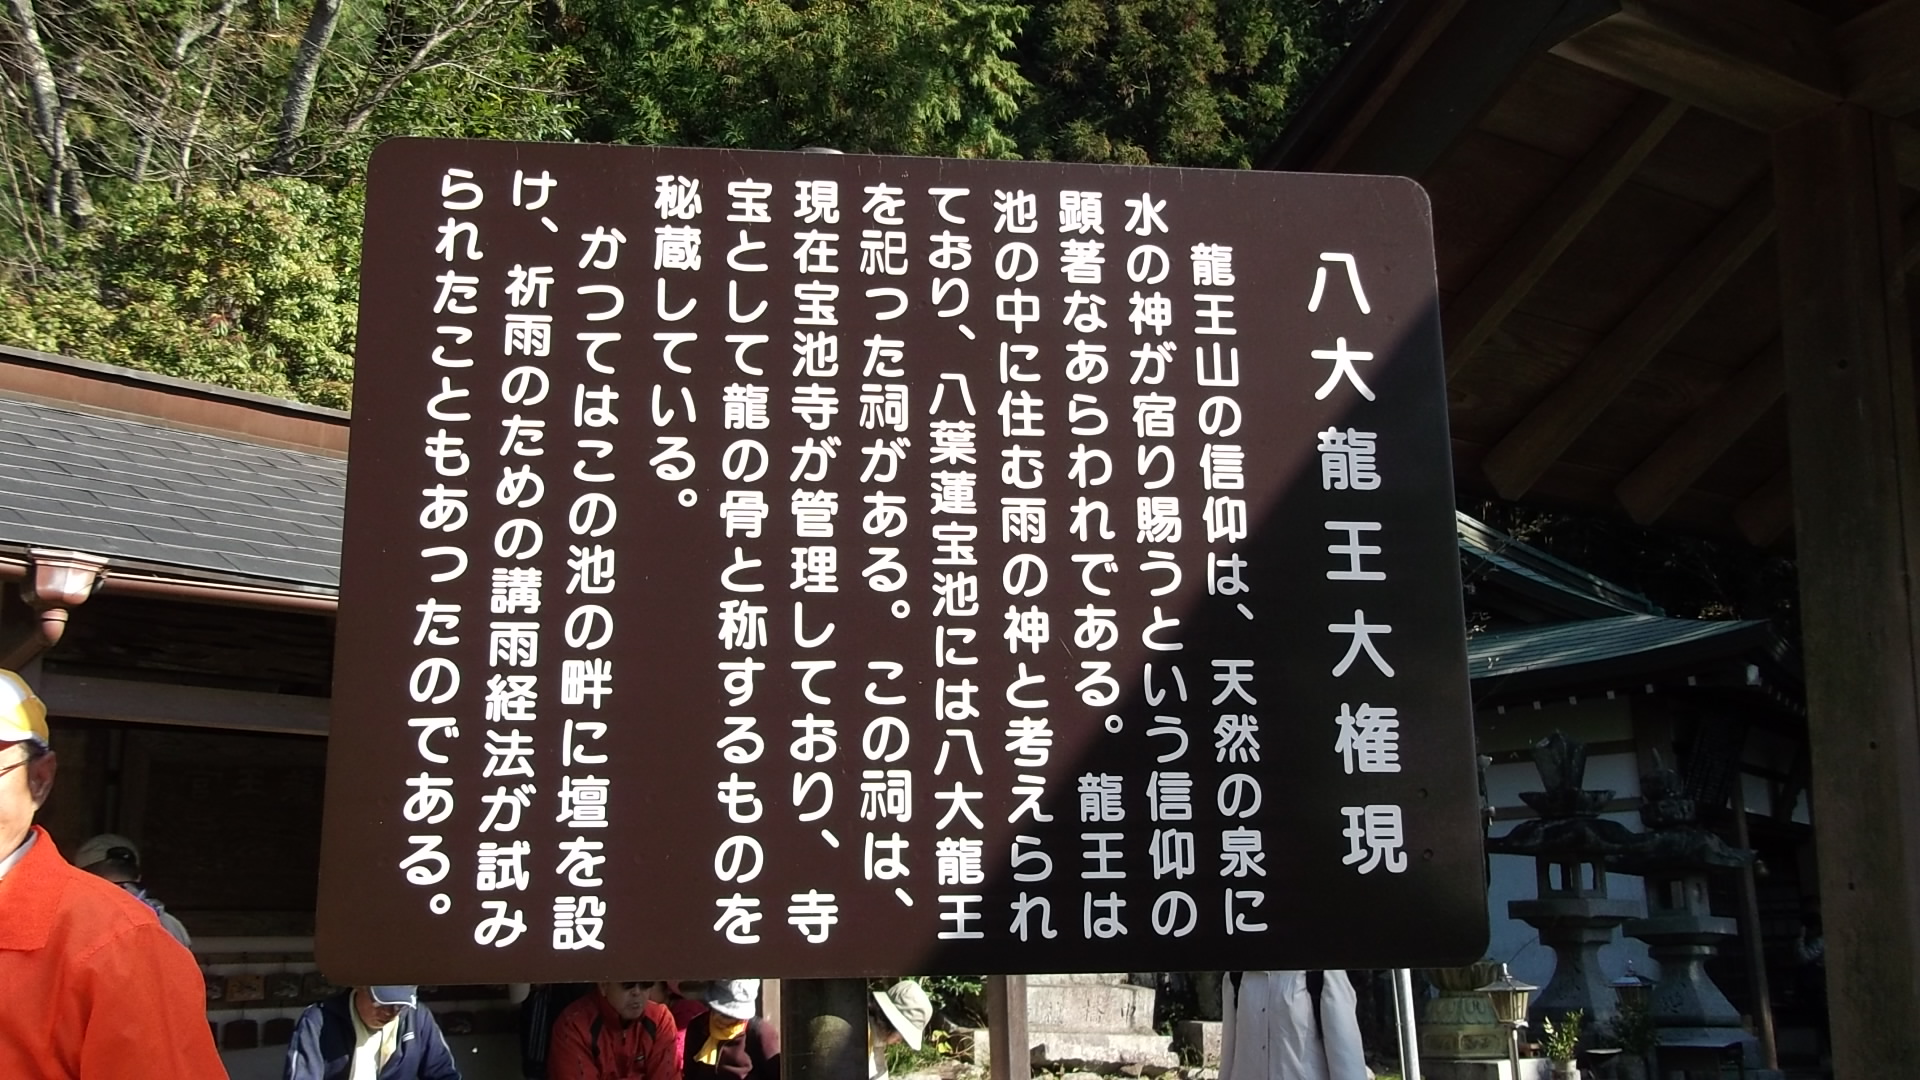 八大龍王大権現
龍王山の信仰は、天然の泉に
水の神が宿り賜うという信仰の
顕著なあらわれである。龍王は
池の中に住む雨の神と考えられ
ており、八葉蓮宝池には八大龍王
を祀った祠がある。この祠は、
現在宝池寺が管理しており、寺
宝として龍の骨と称するものを
秘蔵している。
かつてはこの池の畔に壇を設
け、祈雨のための講雨経法が試み
られたこともあったのである。